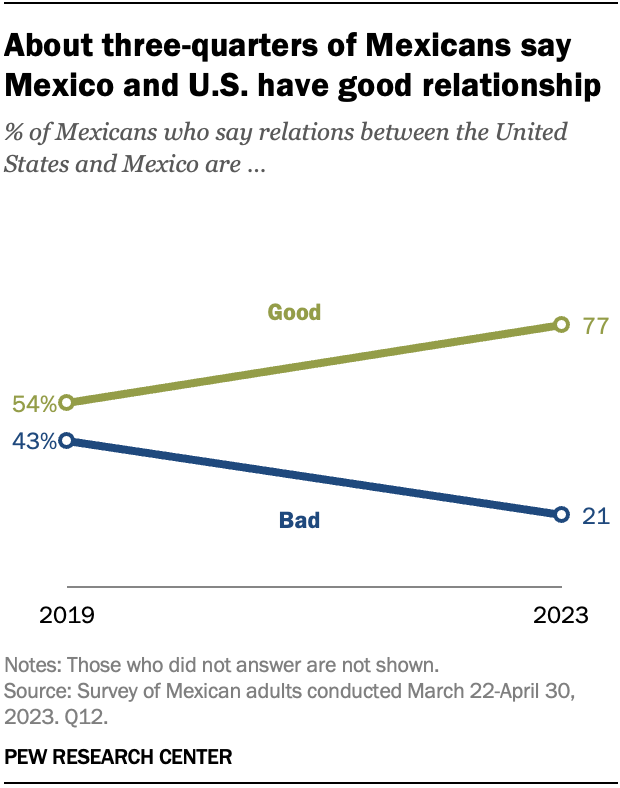 About three-quarters of Mexicans say
Mexico and U.S. have good relationship
% of Mexicans who say relations between the United
States and Mexico are ...
Good
77
54%
43%
Bad
21
2019
2023
Notes: Those who did not answer are not shown.
Source: Survey of Mexican adults conducted March 22-April 30,
2023. Q12.
PEW RESEARCH CENTER